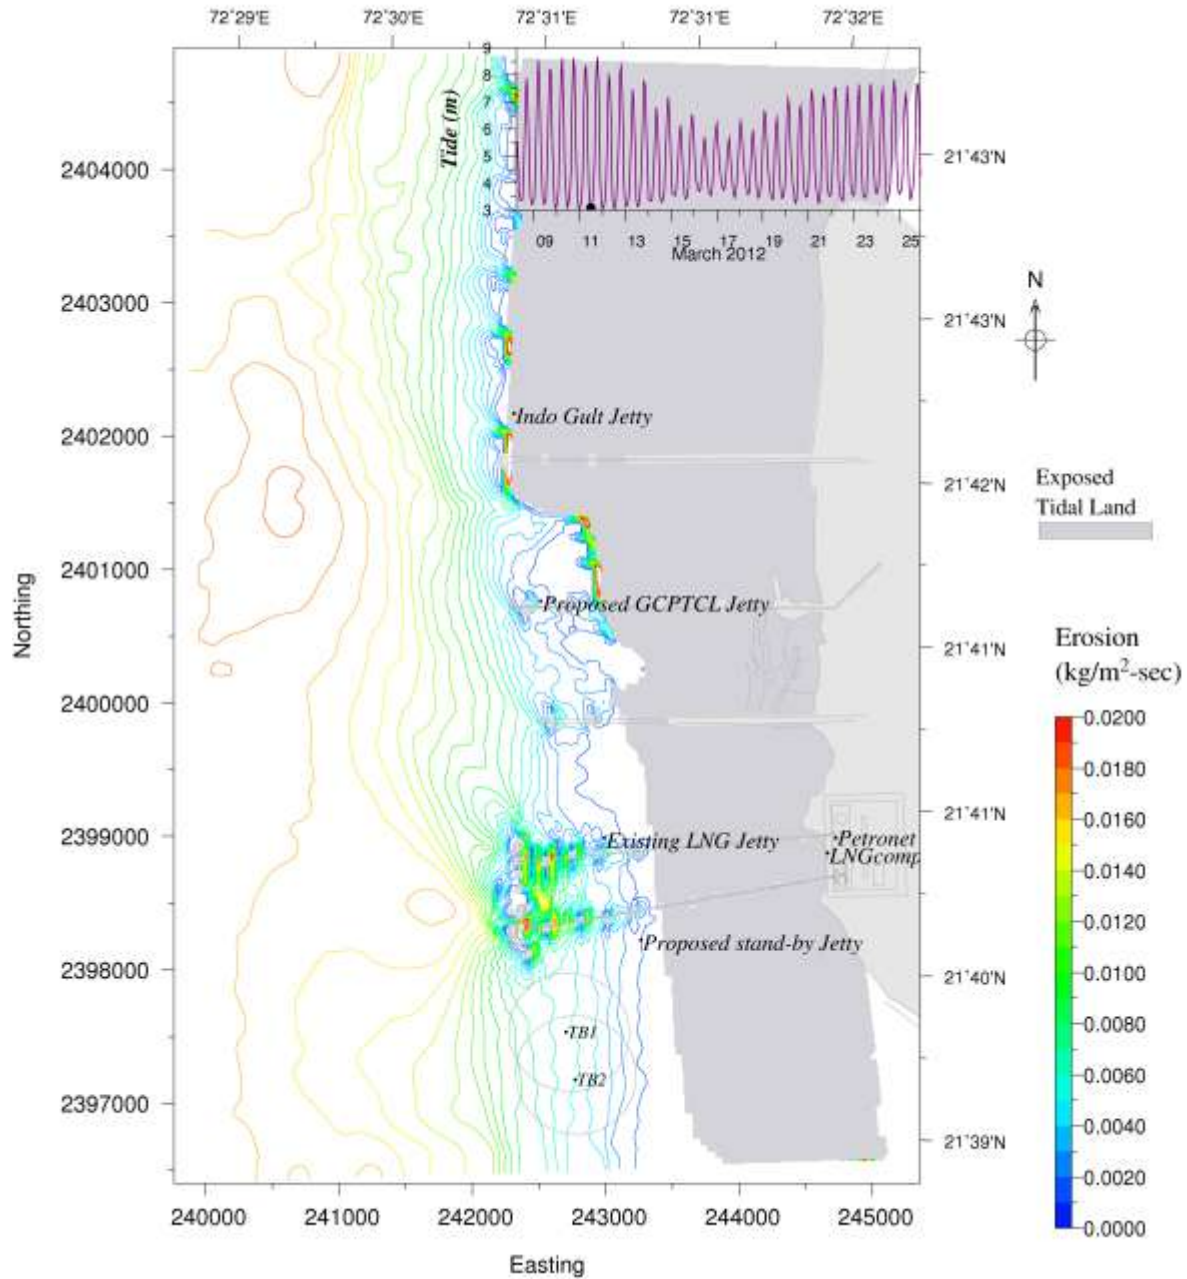 72°29'E 72°30'E 72°31'E 72°31'E 72°32'E
9
8
7
6
5
4
3
Tide (m)
09 11 13 15 17 19 21 23 25
March 2012
2404000
2403000
2402000
2401000
2400000
2399000
2398000
2397000
Northing
Indo Gult Jetty
Proposed GCPTCL Jetty
Existing LNG Jetty
Petronet
LNGcomp
Proposed stand-by Jetty
TB1
TB2
21°43'N
21°43'N
21°42'N
21°41'N
21°41'N
21°40'N
21°39'N
240000 241000 242000 243000 244000 245000
Easting
N
Exposed
Tidal Land
Erosion
(kg/m²-sec)
0.0200
0.0180
0.0160
0.0140
0.0120
0.0100
0.0080
0.0060
0.0040
0.0020
0.0000